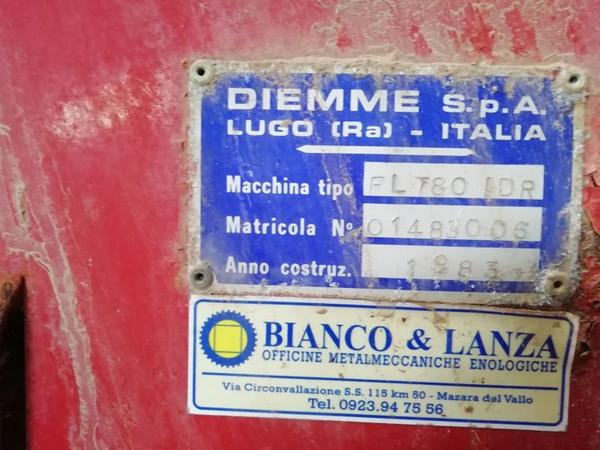 DIEMME S.p.A.
LUGO (Ra) - ITALIA
Macchina tipo FL 780 IDR
Matricola N° 01483006
Anno costruz. 1983
BIANCO & LANZA
OFFICINE METALMECCANICHE ENOLOGICHE
Via Circonvallazione S.S. 115 km 50 - Mazara del Vallo
Tel. 0923.94 75 56